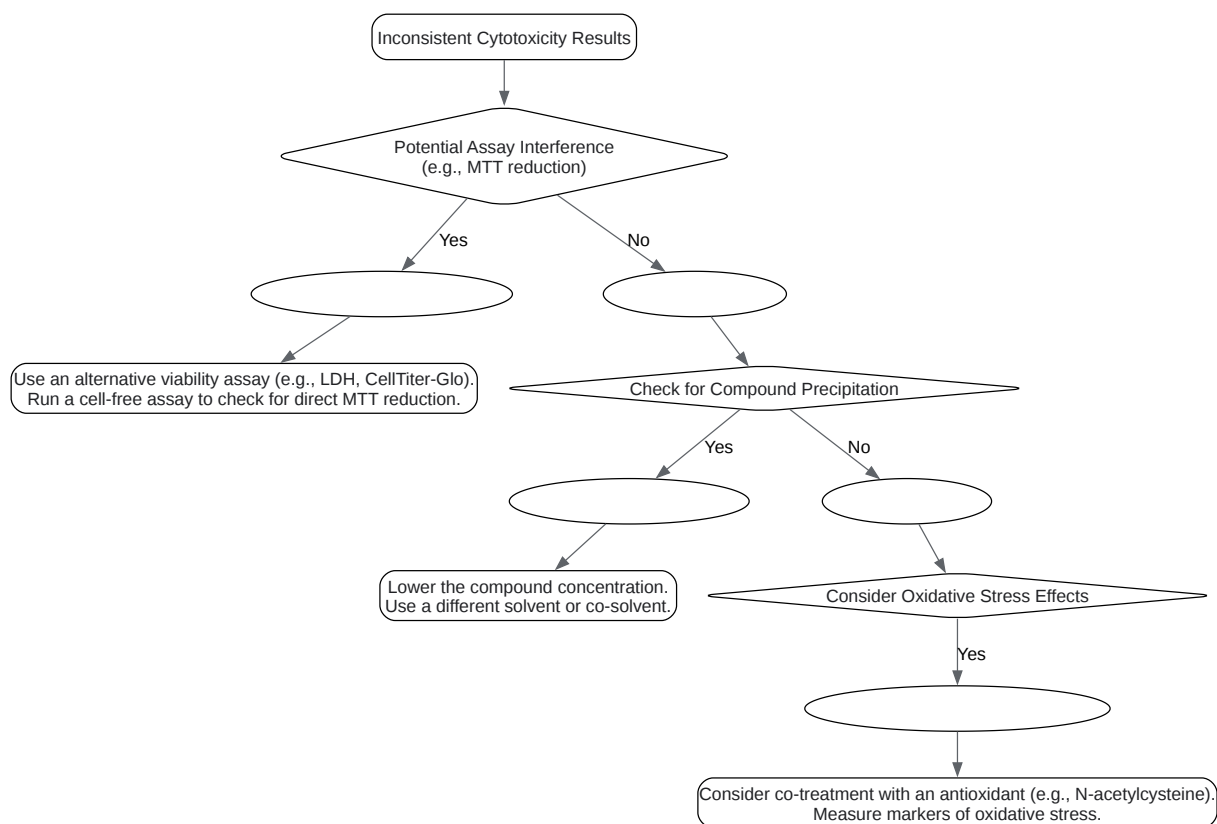 Inconsistent Cytotoxicity Results
Potential Assay Interference
(e.g., MTT reduction)
Yes
No
Use an alternative viability assay (e.g., LDH, CellTiter-Glo).
Run a cell-free assay to check for direct MTT reduction.
Check for Compound Precipitation
Yes
No
Lower the compound concentration.
Use a different solvent or co-solvent.
Consider Oxidative Stress Effects
Yes
Consider co-treatment with an antioxidant (e.g., N-acetylcysteine).
Measure markers of oxidative stress.